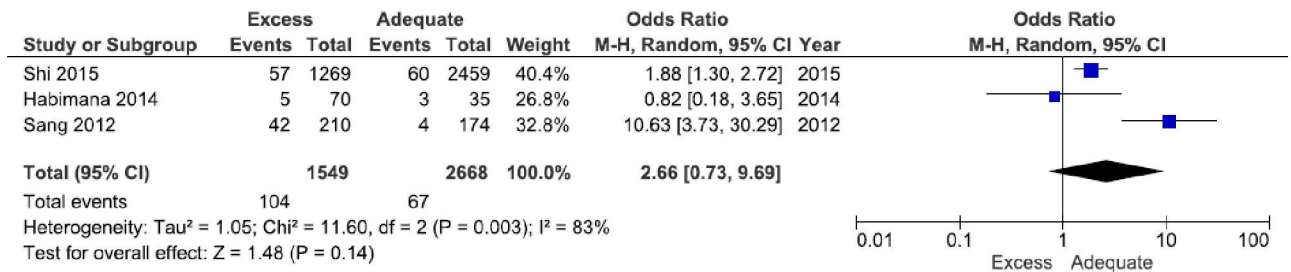 Excess Adequate Odds Ratio Odds Ratio
Study or Subgroup Events Total Events Total Weight M-H, Random, 95% CI Year M-H, Random, 95% CI
Shi 2015 57 1269 60 2459 40.4% 1.88 [1.30, 2.72] 2015
Habimana 2014 5 70 3 35 26.8% 0.82 [0.18, 3.65] 2014
Sang 2012 42 210 4 174 32.8% 10.63 [3.73, 30.29] 2012
Total (95% CI) 1549 2668 100.0% 2.66 [0.73, 9.69]
Total events 104 67
Heterogeneity: Tau² = 1.05; Chi² = 11.60, df = 2 (P = 0.003); I² = 83%
Test for overall effect: Z = 1.48 (P = 0.14)
0.01 0.1 1 10 100
Excess Adequate